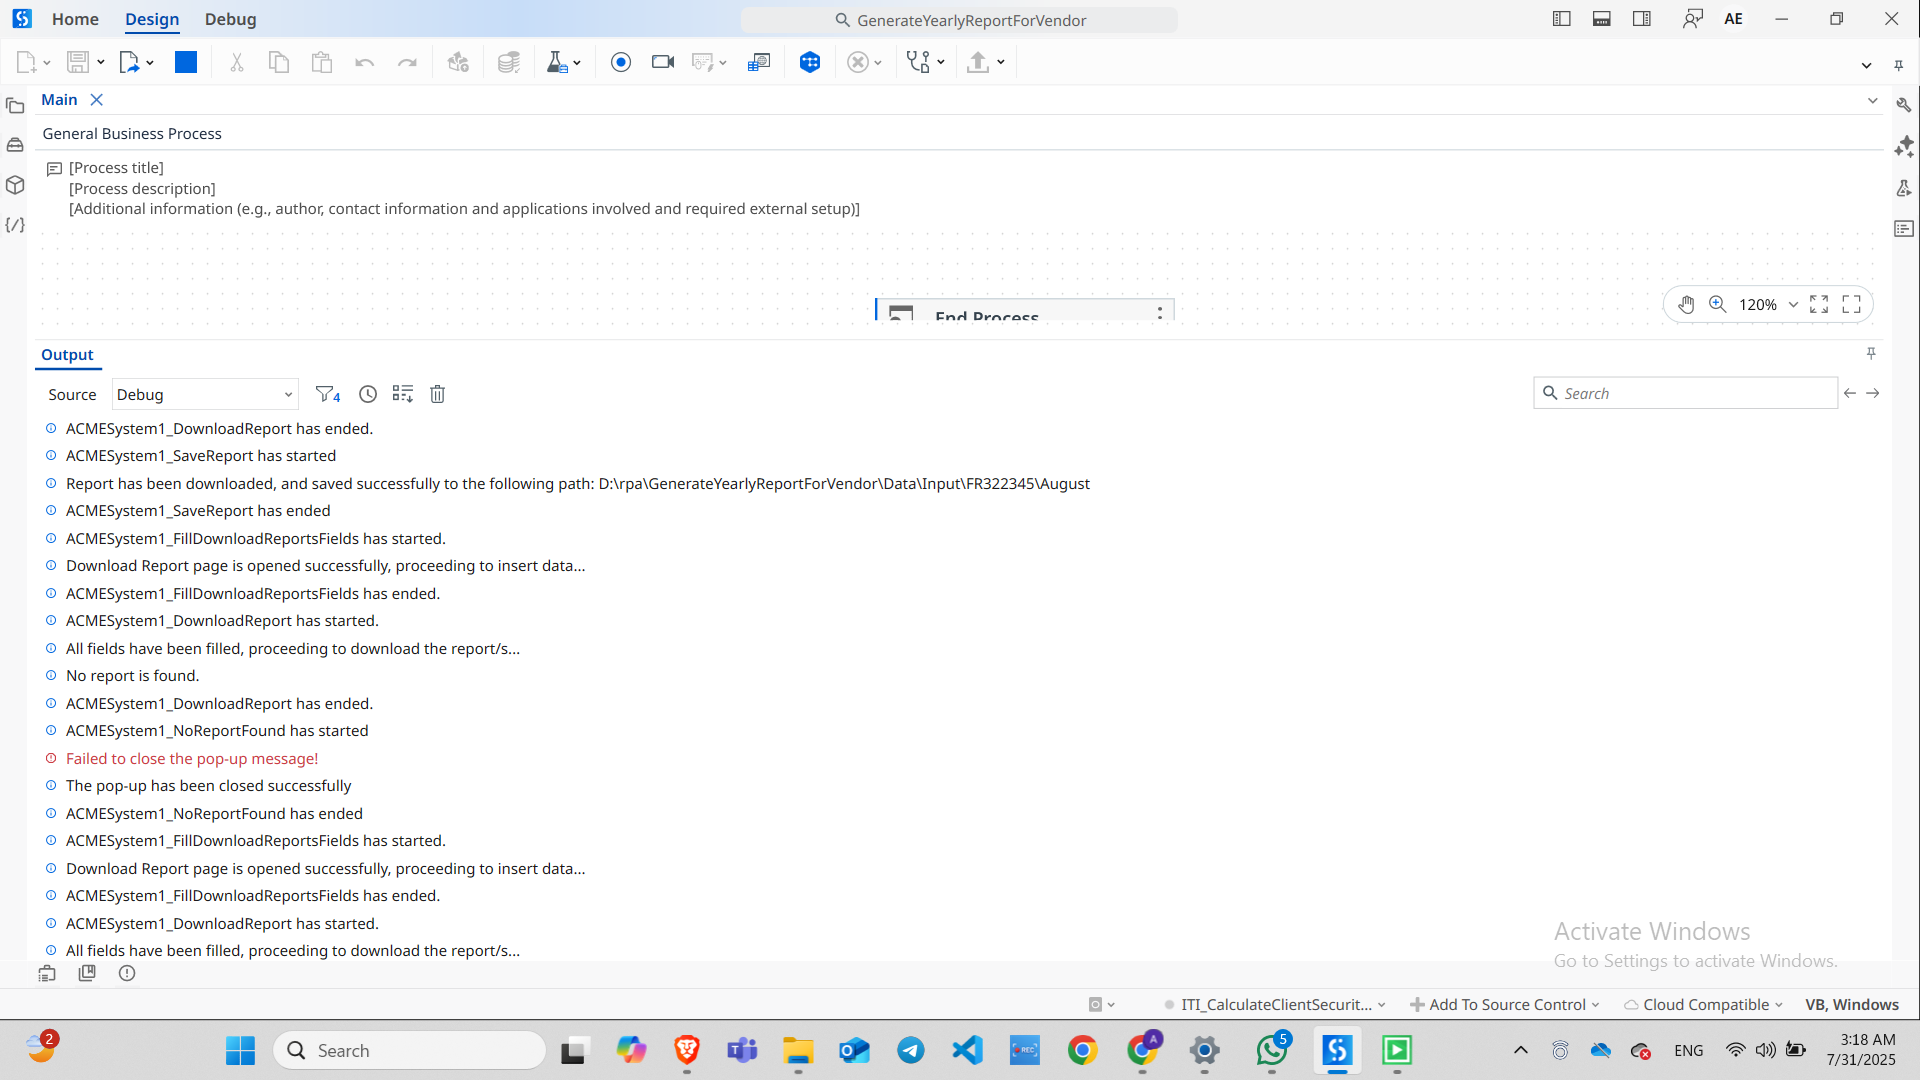 Home Design Debug
GenerateYearlyReportForVendor
AE
Main
General Business Process
[Process title]
[Process description]
[Additional information (e.g., author, contact information and applications involved and required external setup)]
End Process
120%
Output
Source Debug 4 Search
ACMESystem1_DownloadReport has ended.
ACMESystem1_SaveReport has started
Report has been downloaded, and saved successfully to the following path: D:\rpa\GenerateYearlyReportForVendor\Data\Input\FR322345\August
ACMESystem1_SaveReport has ended
ACMESystem1_FillDownloadReportsFields has started.
Download Report page is opened successfully, proceeding to insert data...
ACMESystem1_FillDownloadReportsFields has ended.
ACMESystem1_DownloadReport has started.
All fields have been filled, proceeding to download the report/s...
No report is found.
ACMESystem1_DownloadReport has ended.
ACMESystem1_NoReportFound has started
Failed to close the pop-up message!
The pop-up has been closed successfully
ACMESystem1_NoReportFound has ended
ACMESystem1_FillDownloadReportsFields has started.
Download Report page is opened successfully, proceeding to insert data...
ACMESystem1_FillDownloadReportsFields has ended.
ACMESystem1_DownloadReport has started.
All fields have been filled, proceeding to download the report/s...
Activate Windows
Go to Settings to activate Windows.
ITI_CalculateClientSecurit... Add To Source Control Cloud Compatible VB, Windows
2
Search
REC
A
5
ENG
3:18 AM
7/31/2025